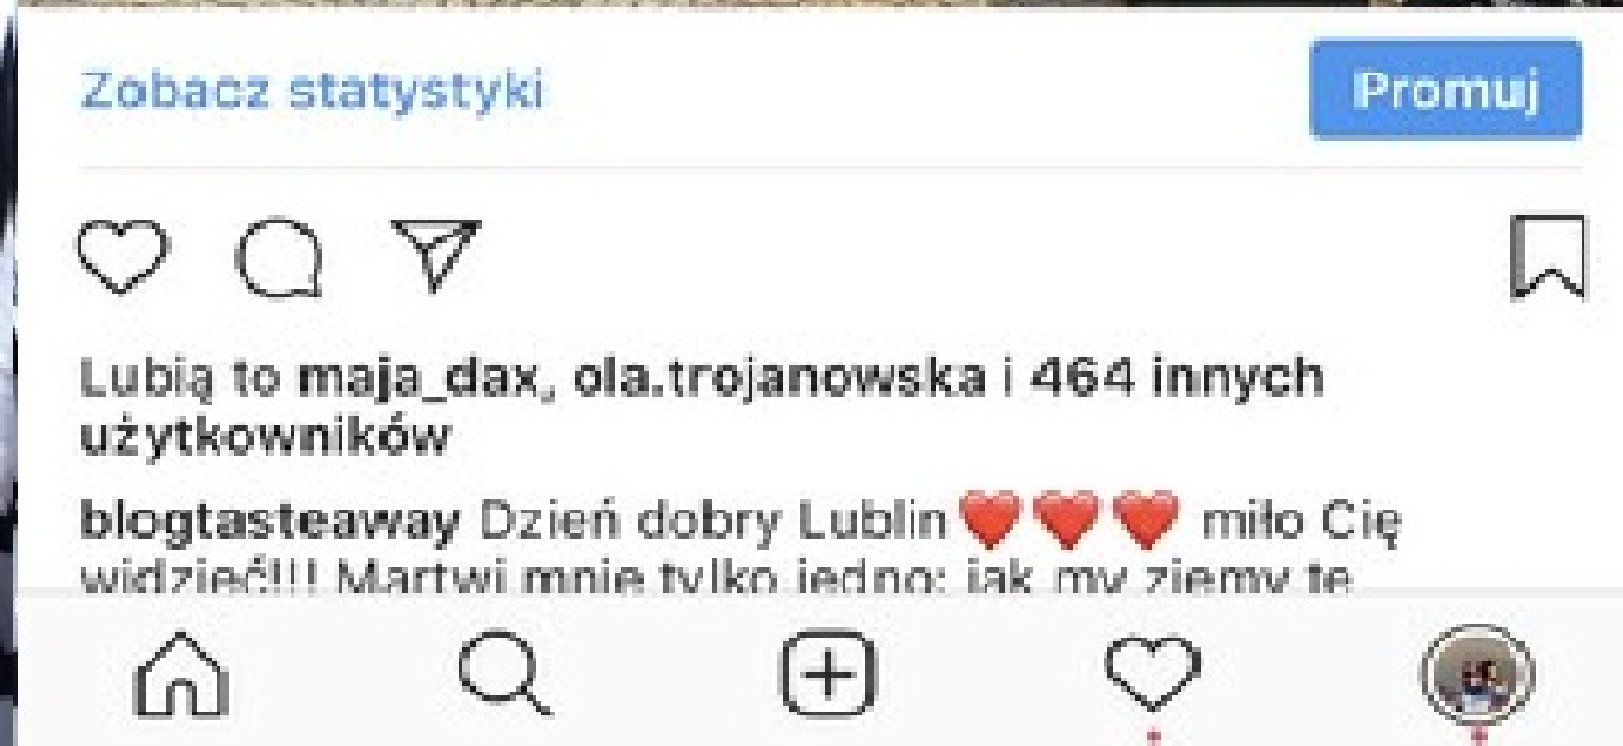 Zobacz statystyki
Promuj
Lubią to maja_dax, ola.trojanowska i 464 innych
użytkowników
blogtasteaway Dzień dobry Lublin❤️❤️❤️ miło Cię
widzieć!!! Martwi mnie tylko jedno: jak my ziemy te